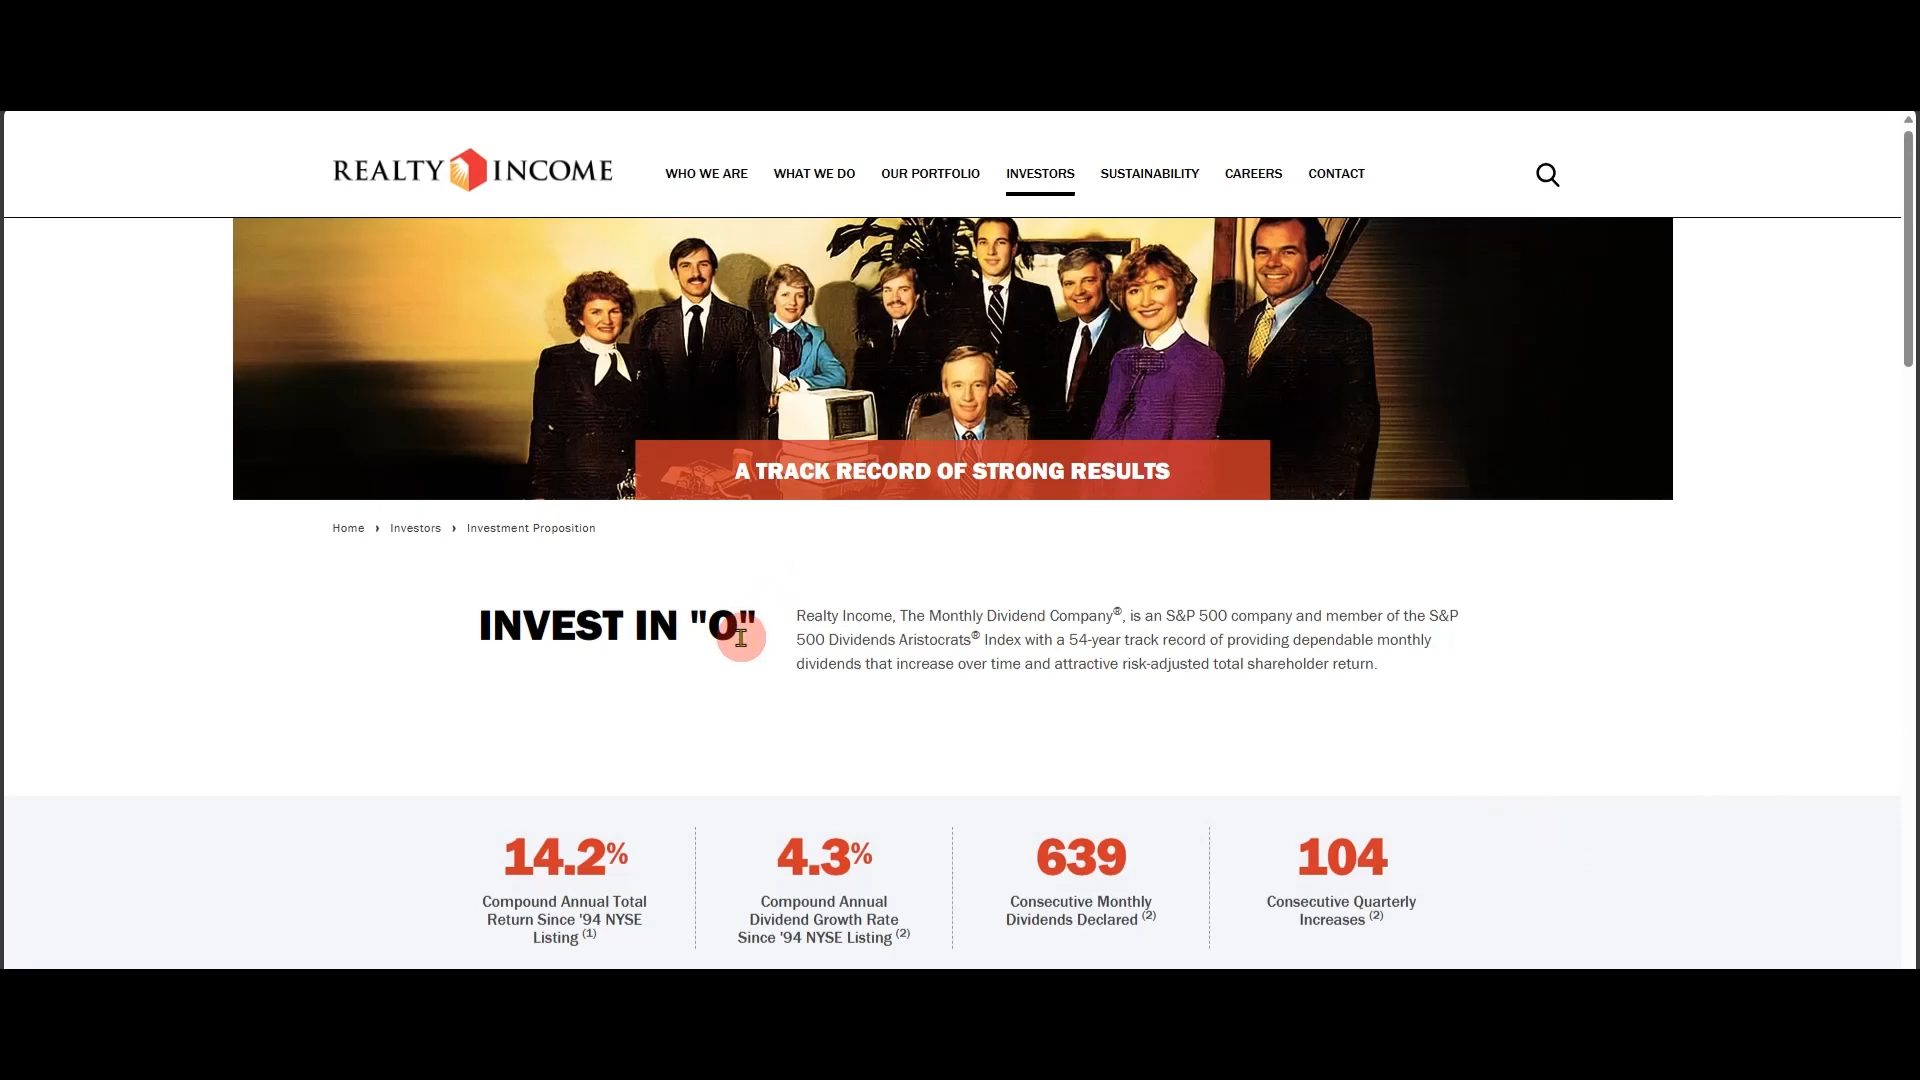 REALTY INCOME
WHO WE ARE WHAT WE DO OUR PORTFOLIO INVESTORS SUSTAINABILITY CAREERS CONTACT
A TRACK RECORD OF STRONG RESULTS
Home › Investors › Investment Proposition
INVEST IN "O"
Realty Income, The Monthly Dividend Company®, is an S&P 500 company and member of the S&P
500 Dividends Aristocrats® Index with a 54-year track record of providing dependable monthly
dividends that increase over time and attractive risk-adjusted total shareholder return.
14.2%
Compound Annual Total
Return Since '94 NYSE
Listing (1)
4.3%
Compound Annual
Dividend Growth Rate
Since '94 NYSE Listing (2)
639
Consecutive Monthly
Dividends Declared (2)
104
Consecutive Quarterly
Increases (2)